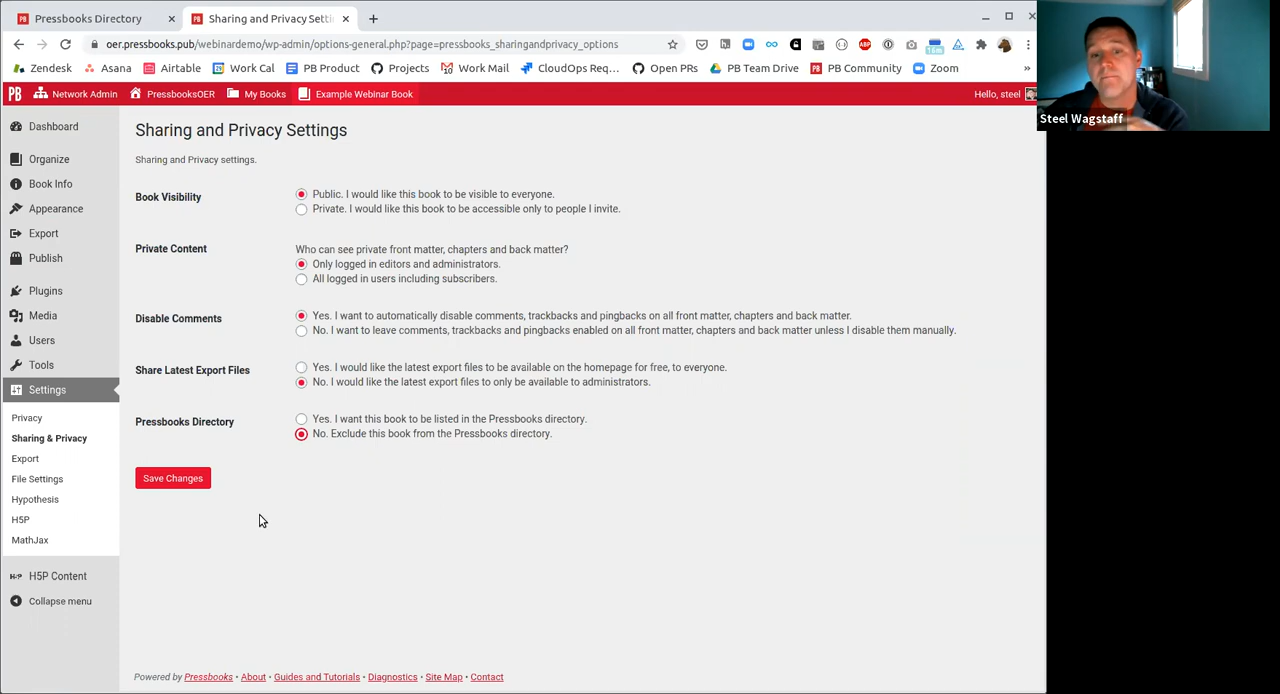 Pressbooks Directory
Sharing and Privacy Setti
oer.pressbooks.pub/webinardemo/wp-admin/options-general.php?page=pressbooks_sharingandprivacy_options
Zendesk Asana Airtable Work Cal PB Product Projects Work Mail CloudOps Req... Open PRs PB Team Drive PB Community Zoom »
PB Network Admin PressbooksOER My Books Example Webinar Book Hello, steel
Steel Wagstaff
Dashboard
Organize
Book Info
Appearance
Export
Publish
Plugins
Media
Users
Tools
Settings
Privacy
Sharing & Privacy
Export
File Settings
Hypothesis
H5P
MathJax
H5P Content
Collapse menu
Sharing and Privacy Settings
Sharing and Privacy settings.
Book Visibility
Public. I would like this book to be visible to everyone.
Private. I would like this book to be accessible only to people I invite.
Private Content
Who can see private front matter, chapters and back matter?
Only logged in editors and administrators.
All logged in users including subscribers.
Disable Comments
Yes. I want to automatically disable comments, trackbacks and pingbacks on all front matter, chapters and back matter.
No. I want to leave comments, trackbacks and pingbacks enabled on all front matter, chapters and back matter unless I disable them manually.
Share Latest Export Files
Yes. I would like the latest export files to be available on the homepage for free, to everyone.
No. I would like the latest export files to only be available to administrators.
Pressbooks Directory
Yes. I want this book to be listed in the Pressbooks directory.
No. Exclude this book from the Pressbooks directory.
Save Changes
Powered by Pressbooks • About • Guides and Tutorials • Diagnostics • Site Map • Contact